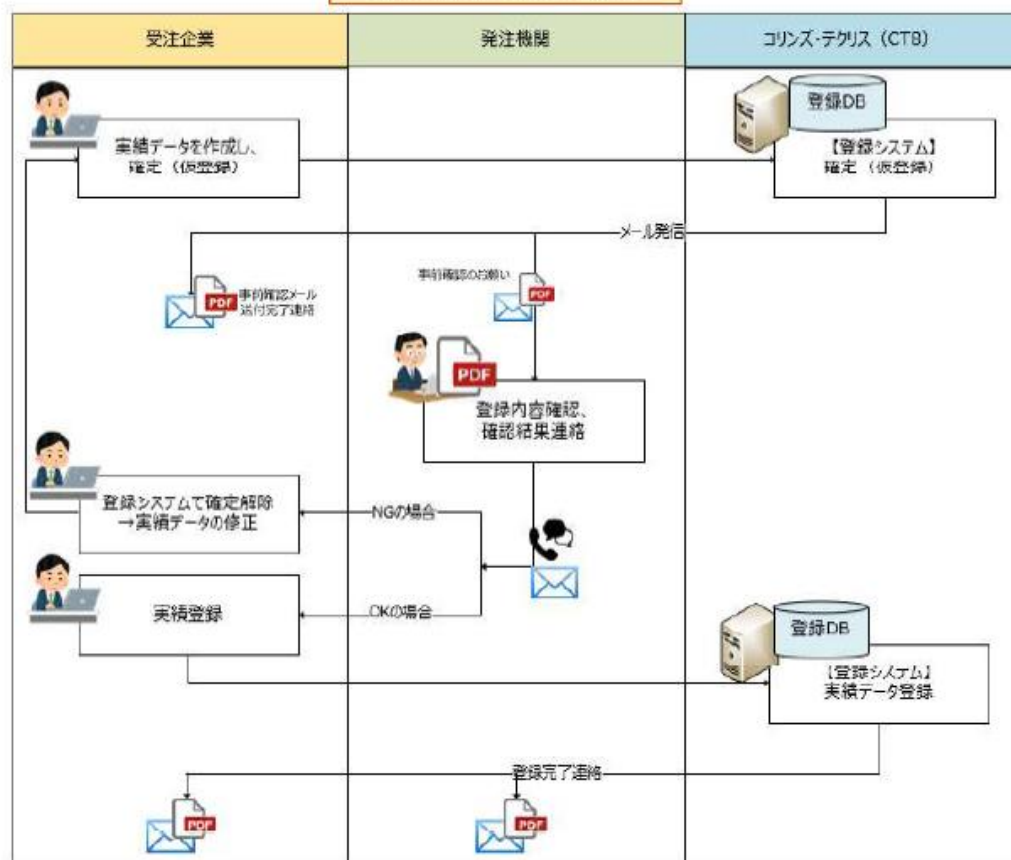 受注企業
発注機関
コリンズ・テクリス（CTB）
登録DB
実績データを作成し、
確定（仮登録）
【登録システム】
確定（仮登録）
メール発信
PDF
事前確認メール
送付完了連絡
事前確認のお願い
PDF
PDF
登録内容確認、
確認結果連絡
登録システムで確定解除
→実績データの修正
NGの場合
実績登録
OKの場合
登録DB
【登録システム】
実績データ登録
登録完了連絡
PDF
PDF